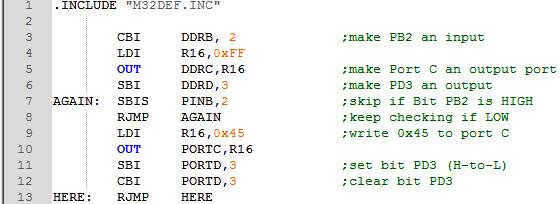 1 .INCLUDE "M32DEF.INC"
2
3 CBI DDRB, 2 ;make PB2 an input
4 LDI R16,0xFF
5 OUT DDRC,R16 ;make Port C an output port
6 SBI DDRD,3 ;make PD3 an output
7 AGAIN: SBIS PINB,2 ;skip if Bit PB2 is HIGH
8 RJMP AGAIN ;keep checking if LOW
9 LDI R16,0x45 ;write 0x45 to port C
10 OUT PORTC,R16
11 SBI PORTD,3 ;set bit PD3 (H-to-L)
12 CBI PORTD,3 ;clear bit PD3
13 HERE: RJMP HERE